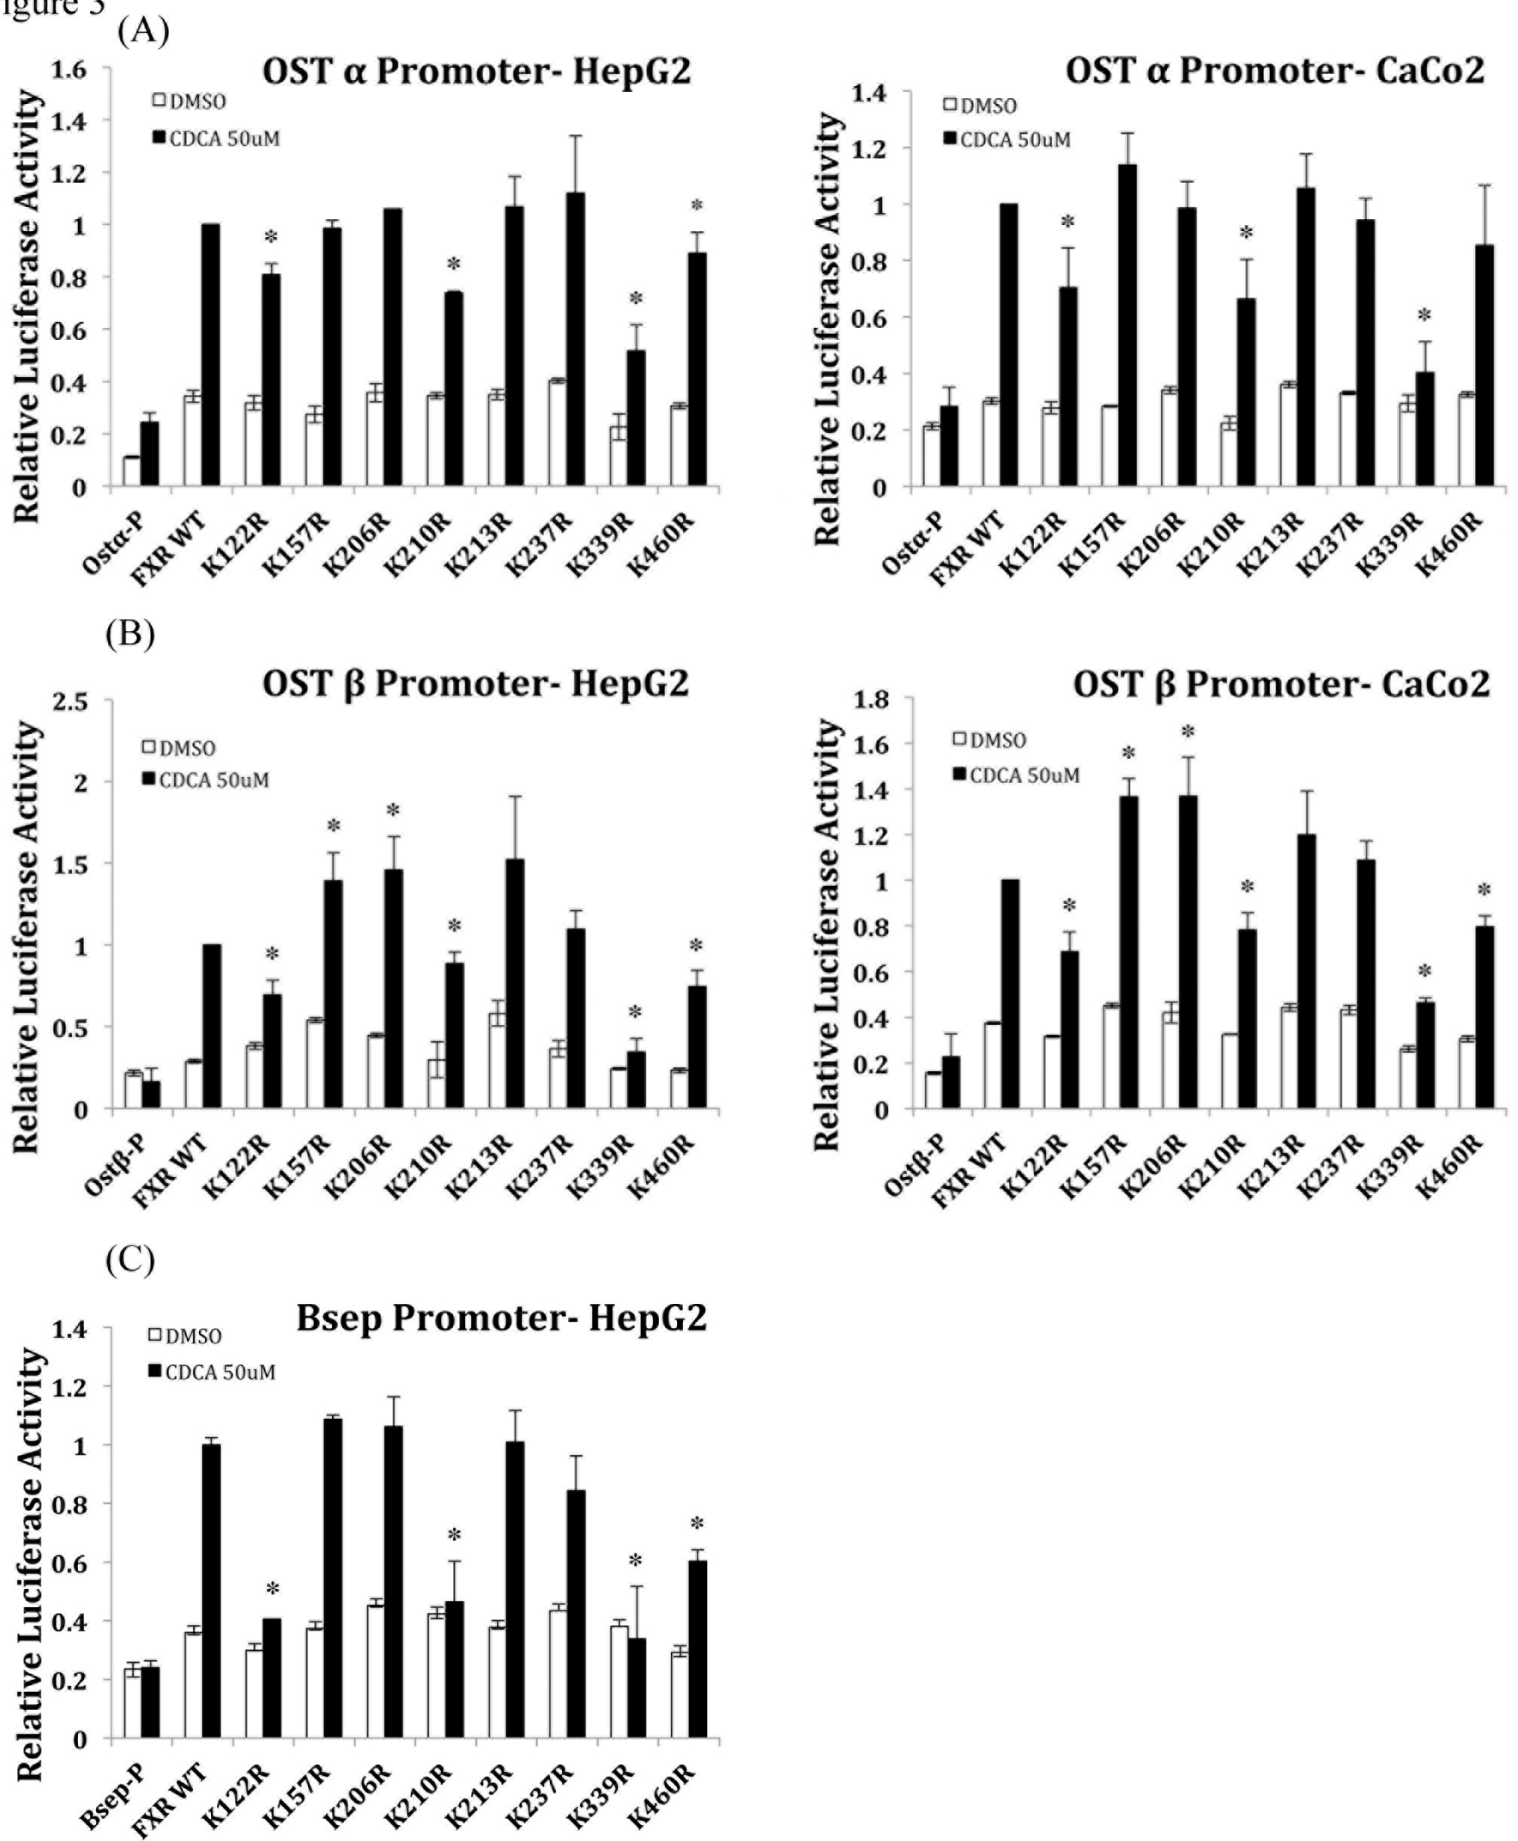 igure 3
(A)
OST α Promoter- HepG2
DMSO
CDCA 50uM
Relative Luciferase Activity
1.6
1.4
1.2
1
0.8
0.6
0.4
0.2
0
*
*
*
*
Ostα-P
FXR WT
K122R
K157R
K206R
K210R
K213R
K237R
K339R
K460R
OST α Promoter- CaCo2
DMSO
CDCA 50uM
Relative Luciferase Activity
1.4
1.2
1
0.8
0.6
0.4
0.2
0
*
*
*
Ostα-P
FXR WT
K122R
K157R
K206R
K210R
K213R
K237R
K339R
K460R
(B)
OST β Promoter- HepG2
DMSO
CDCA 50uM
Relative Luciferase Activity
2.5
2
1.5
1
0.5
0
*
*
*
*
*
*
Ostβ-P
FXR WT
K122R
K157R
K206R
K210R
K213R
K237R
K339R
K460R
OST β Promoter- CaCo2
DMSO
CDCA 50uM
Relative Luciferase Activity
1.8
1.6
1.4
1.2
1
0.8
0.6
0.4
0.2
0
*
*
*
*
*
*
Ostβ-P
FXR WT
K122R
K157R
K206R
K210R
K213R
K237R
K339R
K460R
(C)
Bsep Promoter- HepG2
DMSO
CDCA 50uM
Relative Luciferase Activity
1.4
1.2
1
0.8
0.6
0.4
0.2
0
*
*
*
*
Bsep-P
FXR WT
K122R
K157R
K206R
K210R
K213R
K237R
K339R
K460R